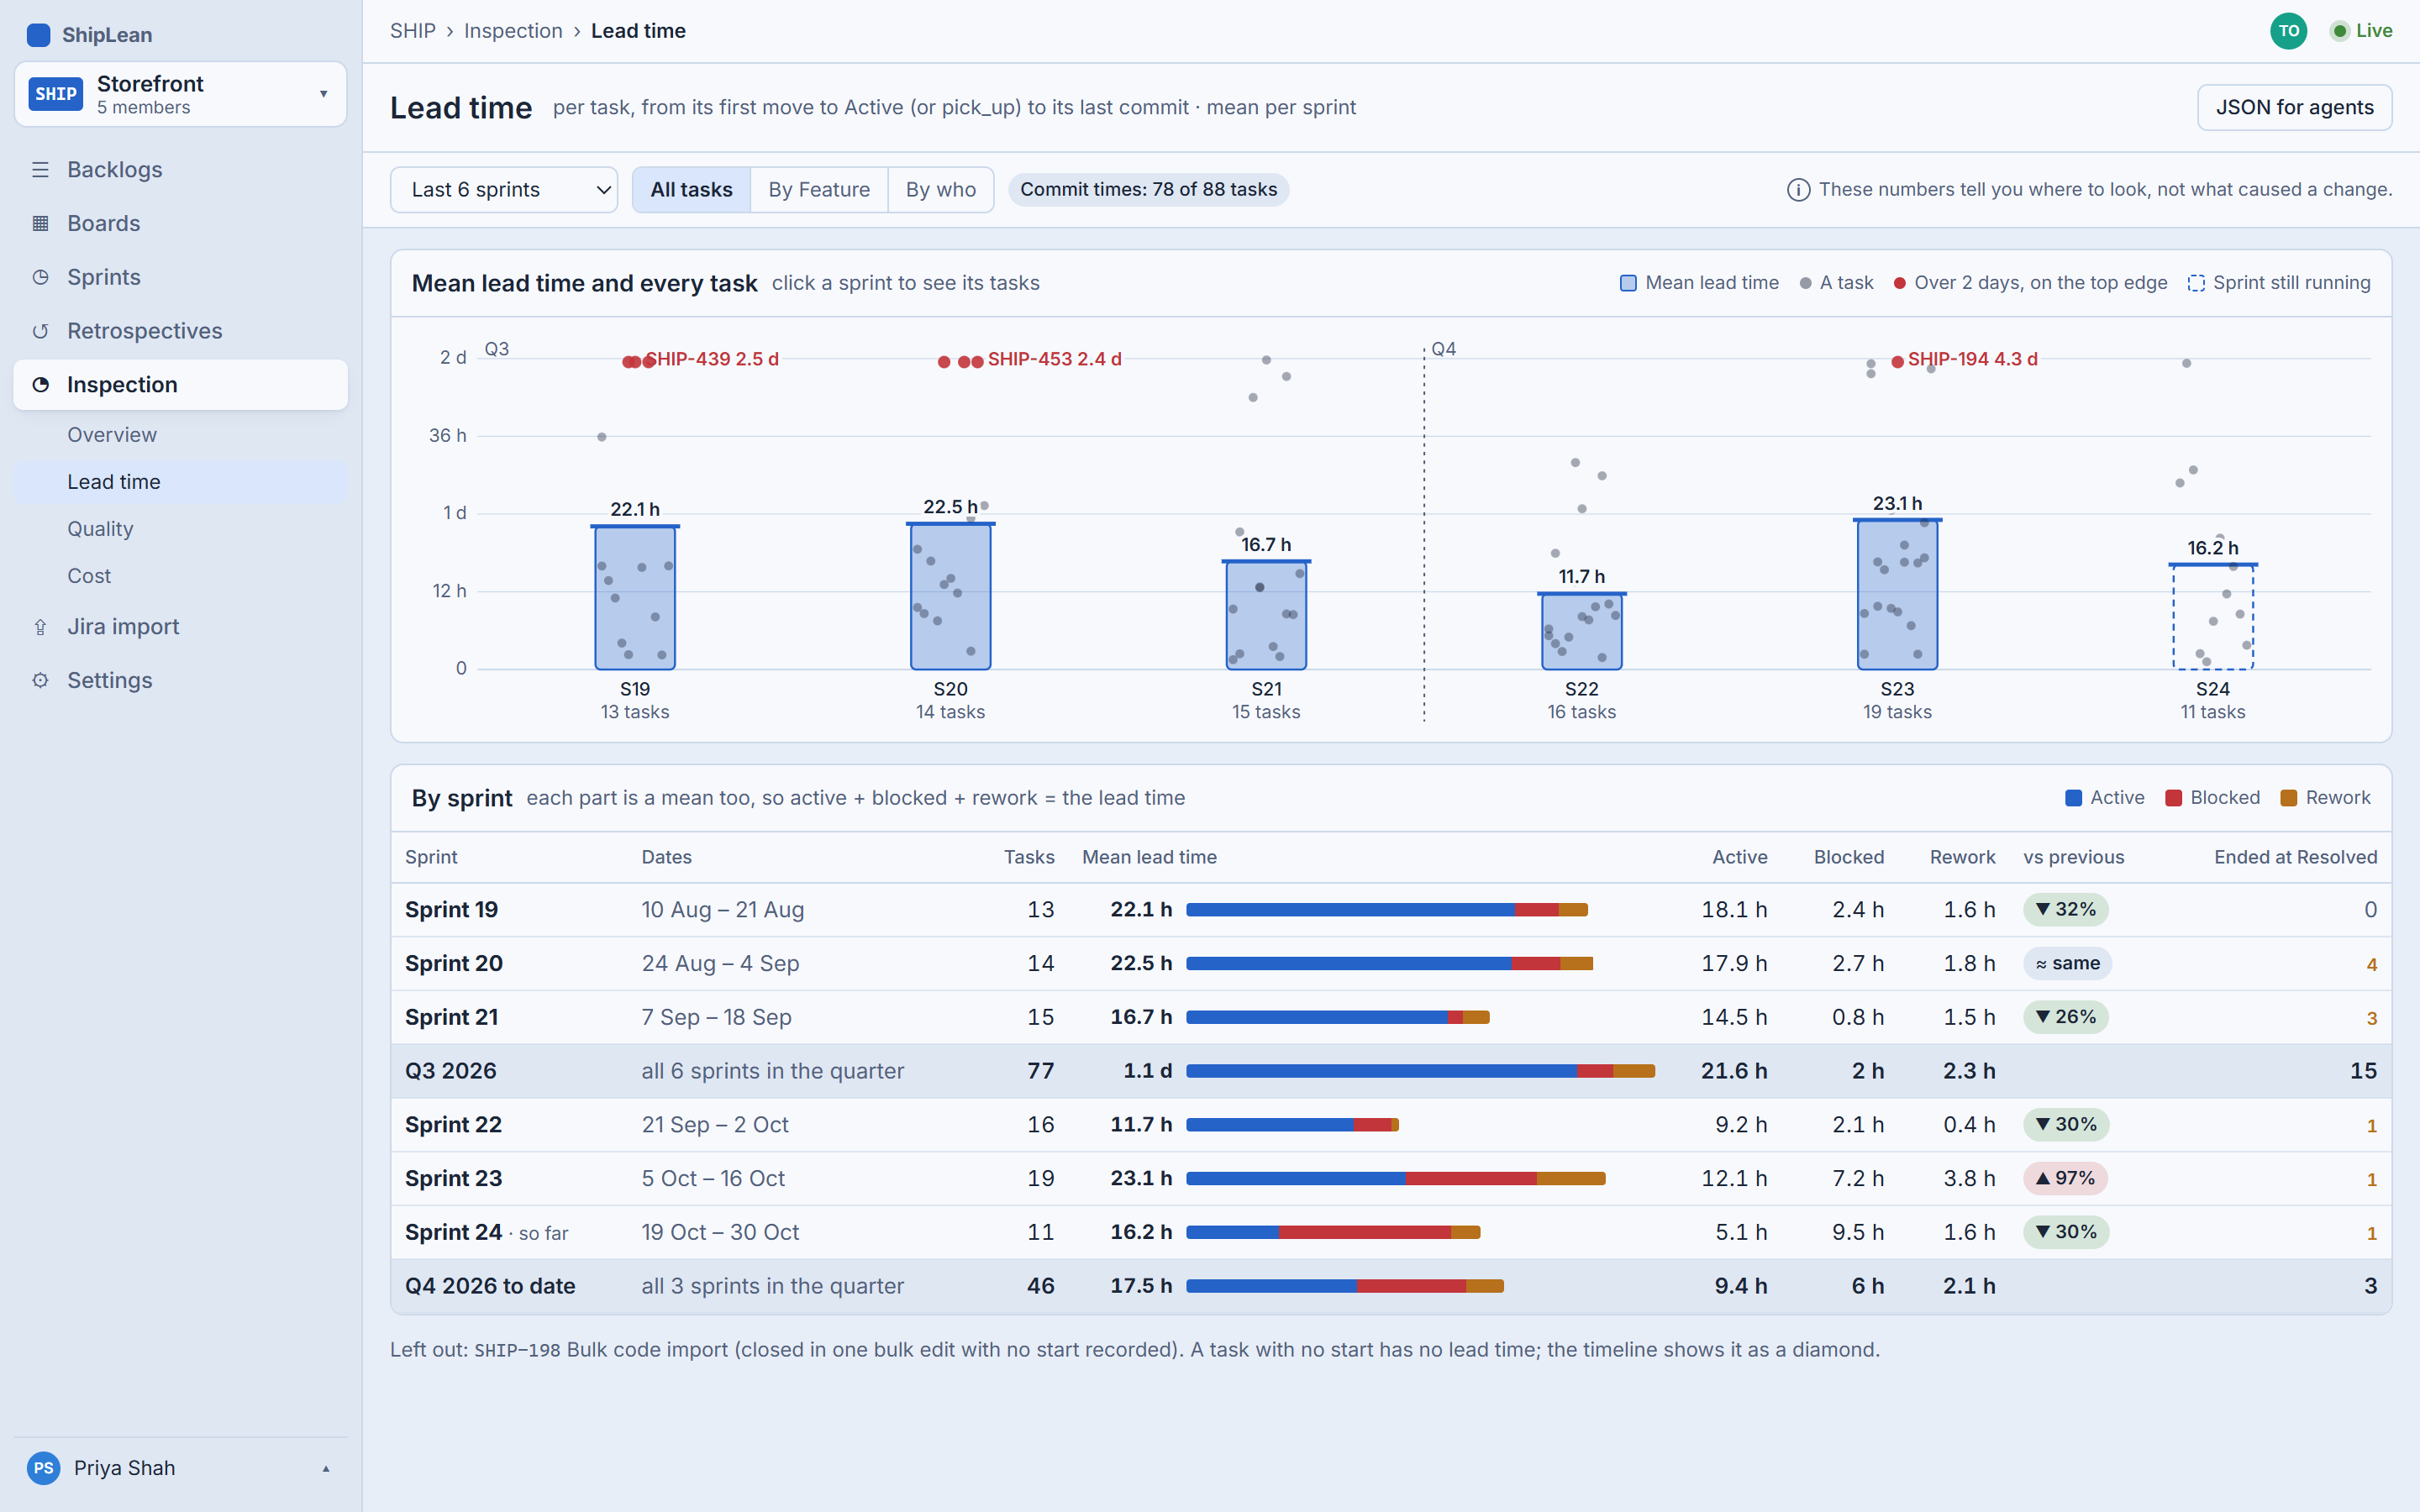 ShipLean
SHIP Storefront
5 members
Backlogs
Boards
Sprints
Retrospectives
Inspection
Overview
Lead time
Quality
Cost
Jira import
Settings
PS Priya Shah
SHIP › Inspection › Lead time
TO Live
Lead time per task, from its first move to Active (or pick_up) to its last commit · mean per sprint
JSON for agents
Last 6 sprints All tasks By Feature By who Commit times: 78 of 88 tasks
These numbers tell you where to look, not what caused a change.
Mean lead time and every task click a sprint to see its tasks
Mean lead time A task Over 2 days, on the top edge Sprint still running
Q3 Q4
2 d SHIP-439 2.5 d SHIP-453 2.4 d SHIP-194 4.3 d
36 h
1 d
12 h
0
22.1 h 22.5 h 16.7 h 11.7 h 23.1 h 16.2 h
S19 S20 S21 S22 S23 S24
13 tasks 14 tasks 15 tasks 16 tasks 19 tasks 11 tasks
By sprint each part is a mean too, so active + blocked + rework = the lead time
Active Blocked Rework
Sprint Dates Tasks Mean lead time Active Blocked Rework vs previous Ended at Resolved
Sprint 19 10 Aug – 21 Aug 13 22.1 h 18.1 h 2.4 h 1.6 h ▼ 32% 0
Sprint 20 24 Aug – 4 Sep 14 22.5 h 17.9 h 2.7 h 1.8 h ≈ same 4
Sprint 21 7 Sep – 18 Sep 15 16.7 h 14.5 h 0.8 h 1.5 h ▼ 26% 3
Q3 2026 all 6 sprints in the quarter 77 1.1 d 21.6 h 2 h 2.3 h 15
Sprint 22 21 Sep – 2 Oct 16 11.7 h 9.2 h 2.1 h 0.4 h ▼ 30% 1
Sprint 23 5 Oct – 16 Oct 19 23.1 h 12.1 h 7.2 h 3.8 h ▲ 97% 1
Sprint 24 · so far 19 Oct – 30 Oct 11 16.2 h 5.1 h 9.5 h 1.6 h ▼ 30% 1
Q4 2026 to date all 3 sprints in the quarter 46 17.5 h 9.4 h 6 h 2.1 h 3
Left out: SHIP-198 Bulk code import (closed in one bulk edit with no start recorded). A task with no start has no lead time; the timeline shows it as a diamond.